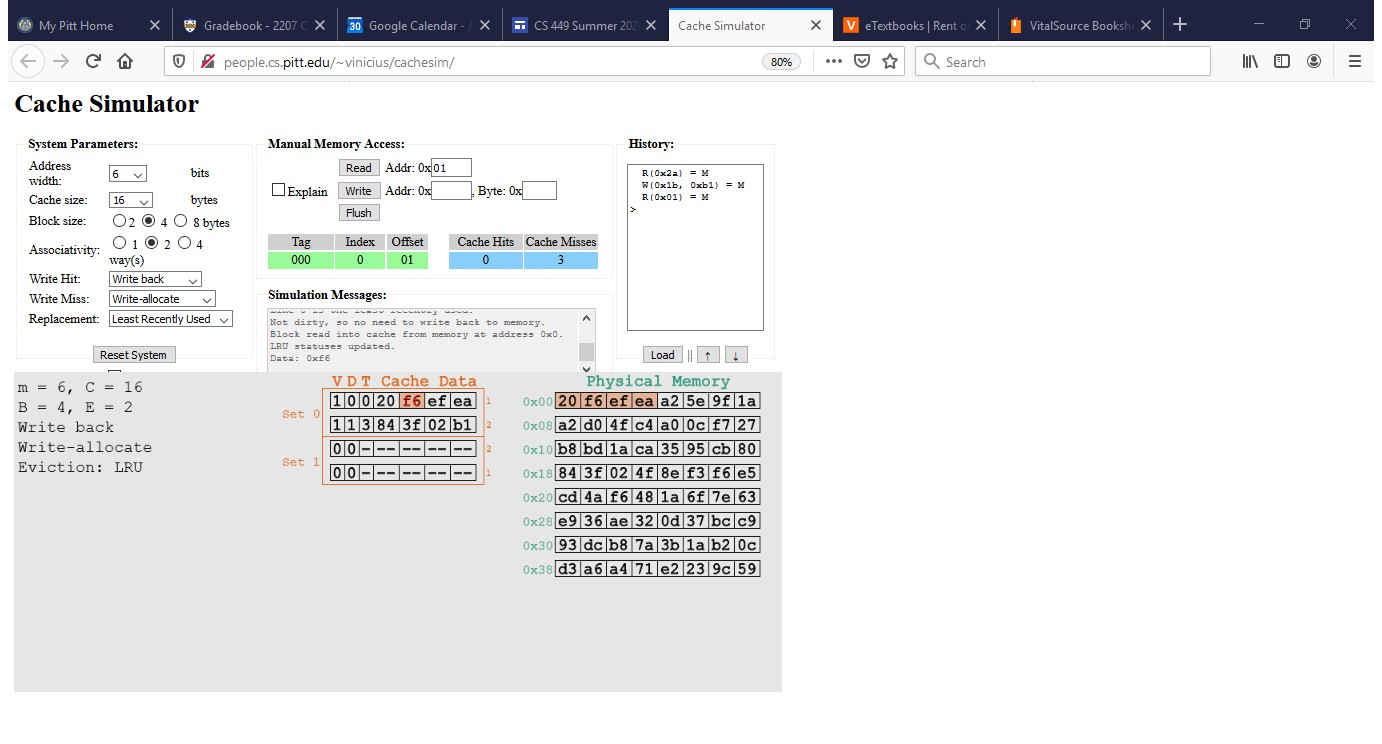 My Pitt Home
Gradebook - 2207 C
30 Google Calendar - J
CS 449 Summer 202
Cache Simulator
V eTextbooks | Rent o
VitalSource Booksh
people.cs.pitt.edu/~vinicius/cachesim/
80%
Search
Cache Simulator
System Parameters:
Address width: 6 bits
Cache size: 16 bytes
Block size: 2 4 8 bytes
Associativity: 1 2 4 way(s)
Write Hit: Write back
Write Miss: Write-allocate
Replacement: Least Recently Used
Reset System
Manual Memory Access:
Explain
Read Addr: 0x 01
Write Addr: 0x , Byte: 0x
Flush
Tag Index Offset Cache Hits Cache Misses
000 0 01 0 3
Simulation Messages:
Line 0 is the least recently used.
Not dirty, so no need to write back to memory.
Block read into cache from memory at address 0x0.
LRU statuses updated.
Data: 0xf6
History:
R(0x2a) = M
W(0x1b, 0xb1) = M
R(0x01) = M
>
Load || ↑ ↓
m = 6, C = 16
B = 4, E = 2
Write back
Write-allocate
Eviction: LRU
V D T Cache Data
Set 0
1 0 0 20 f6 ef ea 1
1 1 3 84 3f 02 b1 2
Set 1
0 0 - -- -- -- -- 2
0 0 - -- -- -- -- 1
Physical Memory
0x00 20 f6 ef ea a2 5e 9f 1a
0x08 a2 d0 4f c4 a0 0c f7 27
0x10 b8 bd 1a ca 35 95 cb 80
0x18 84 3f 02 4f 8e f3 f6 e5
0x20 cd 4a f6 48 1a 6f 7e 63
0x28 e9 36 ae 32 0d 37 bc c9
0x30 93 dc b8 7a 3b 1a b2 0c
0x38 d3 a6 a4 71 e2 23 9c 59